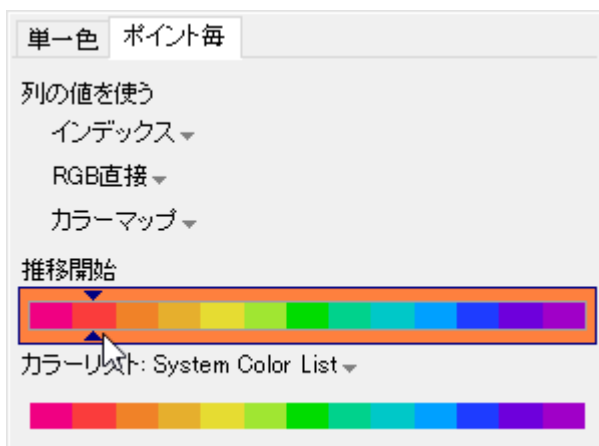 単一色 ポイント毎
列の値を使う
インデックス
RGB直接
カラーマップ
推移開始
カラーリスト: System Color List